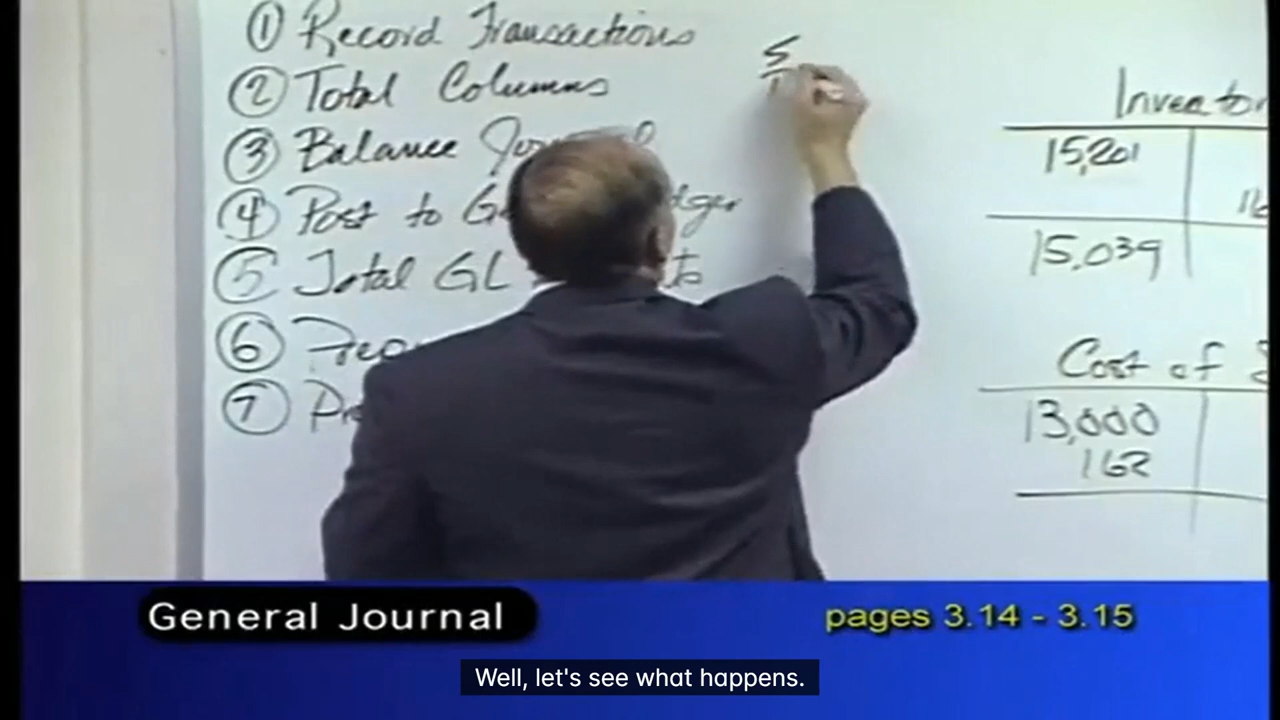 ① Record Transactions
② Total Columns
③ Balance
④ Post to
⑤ Total GL
⑥
⑦
15,201
15,039
Cost of
13,000
162
General Journal
pages 3.14 - 3.15
Well, let's see what happens.